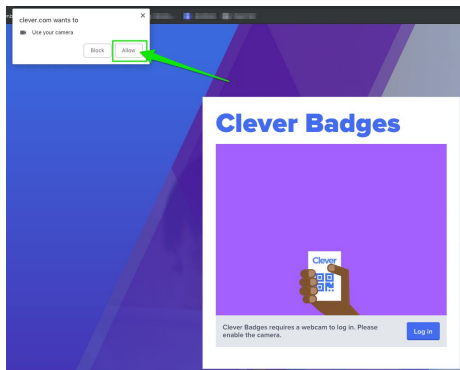 clever.com wants to
Use your camera
Block
Allow
Clever Badges
Clever
Clever Badges requires a webcam to log in. Please
enable the camera.
Log in